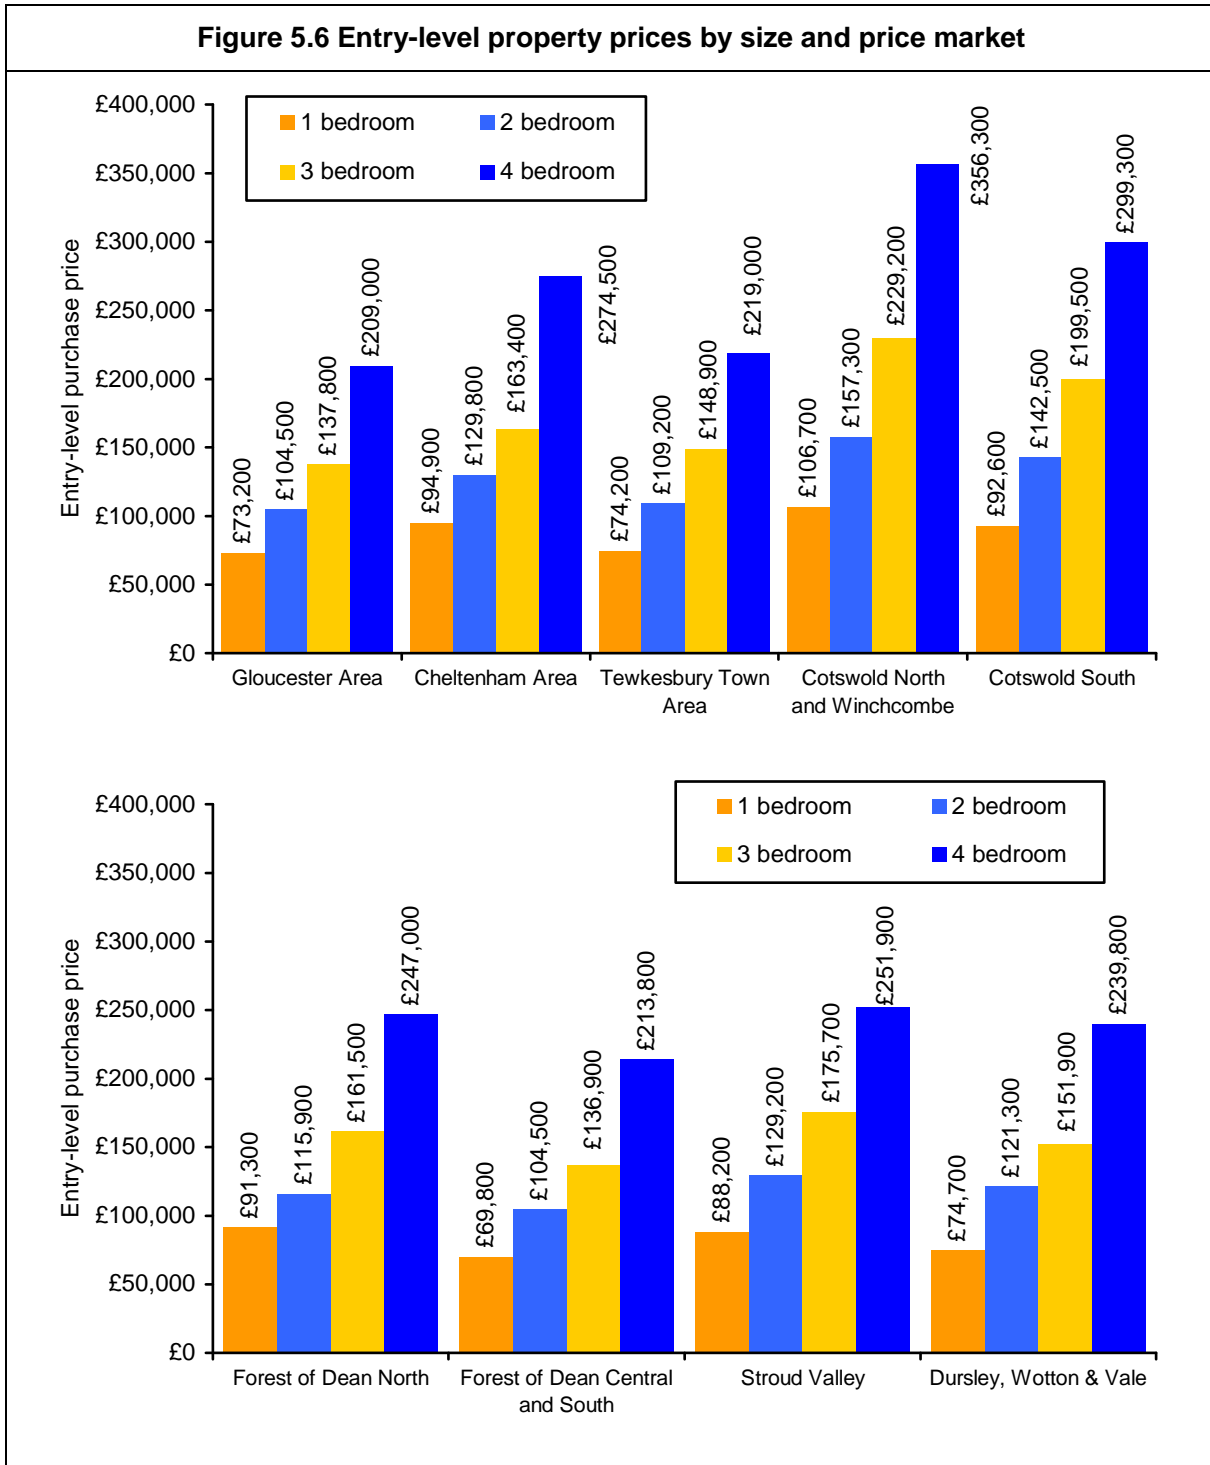 Figure 5.6 Entry-level property prices by size and price market
1 bedroom
2 bedroom
3 bedroom
4 bedroom
Entry-level purchase price
£400,000
£350,000
£300,000
£250,000
£200,000
£150,000
£100,000
£50,000
£0
£73,200
£104,500
£137,800
£209,000
£94,900
£129,800
£163,400
£274,500
£74,200
£109,200
£148,900
£219,000
£106,700
£157,300
£229,200
£356,300
£92,600
£142,500
£199,500
£299,300
Gloucester Area
Cheltenham Area
Tewkesbury Town
Area
Cotswold North
and Winchcombe
Cotswold South
1 bedroom
2 bedroom
3 bedroom
4 bedroom
Entry-level purchase price
£400,000
£350,000
£300,000
£250,000
£200,000
£150,000
£100,000
£50,000
£0
£91,300
£115,900
£161,500
£247,000
£69,800
£104,500
£136,900
£213,800
£88,200
£129,200
£175,700
£251,900
£74,700
£121,300
£151,900
£239,800
Forest of Dean North
Forest of Dean Central
and South
Stroud Valley
Dursley, Wotton & Vale